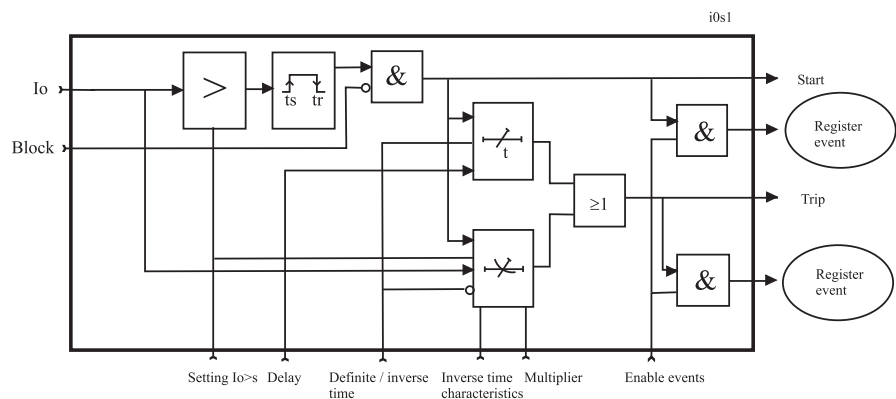 i0s1
Io
>
ts tr
&
Start
&
Register
event
Block
t
≥1
Trip
&
Register
event
Setting Io>s
Delay
Definite / inverse
time
Inverse time
characteristics
Multiplier
Enable events